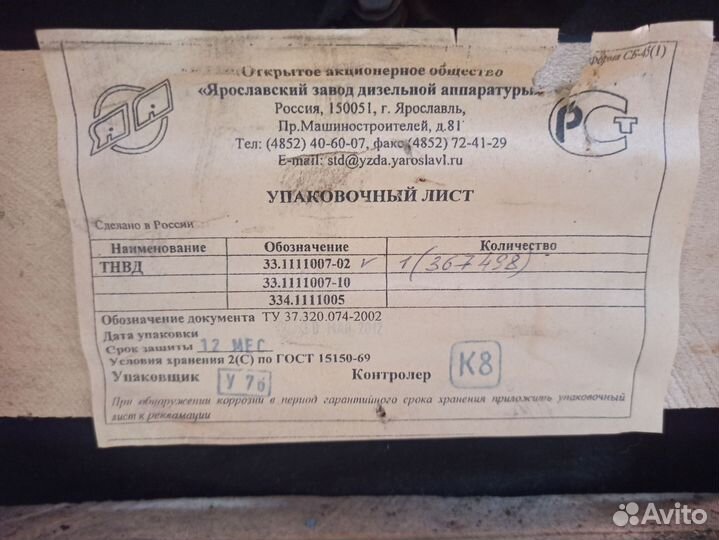 Форма СБ-45(1)
Открытое акционерное общество
«Ярославский завод дизельной аппаратуры»
Россия, 150051, г. Ярославль,
Пр.Машиностроителей, д.81
Тел: (4852) 40-60-07, факс (4852) 72-41-29
E-mail: std@yzda.yaroslavl.ru
РСТ
УПАКОВОЧНЫЙ ЛИСТ
Сделано в России
Наименование Обозначение Количество
ТНВД 33.1111007-02 v 1 (367498)
33.1111007-10
334.1111005
Обозначение документа ТУ 37.320.074-2002
Дата упаковки МАЙ 2012
Срок защиты 12 МЕС
Условия хранения 2(С) по ГОСТ 15150-69
Упаковщик У 76 Контролер К8
При обнаружении коррозии в период гарантийного срока хранения приложить упаковочный
лист к рекламации
Avito